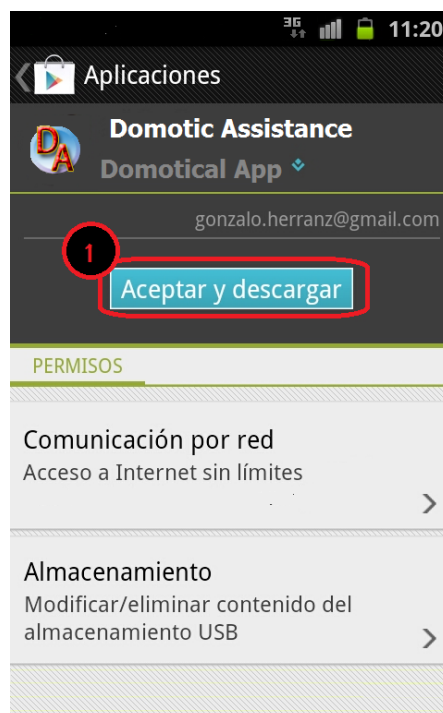 3G 11:20
Aplicaciones
DA Domotic Assistance
Domotical App
gonzalo.herranz@gmail.com
1
Aceptar y descargar
PERMISOS
Comunicación por red
Acceso a Internet sin límites
Almacenamiento
Modificar/eliminar contenido del
almacenamiento USB